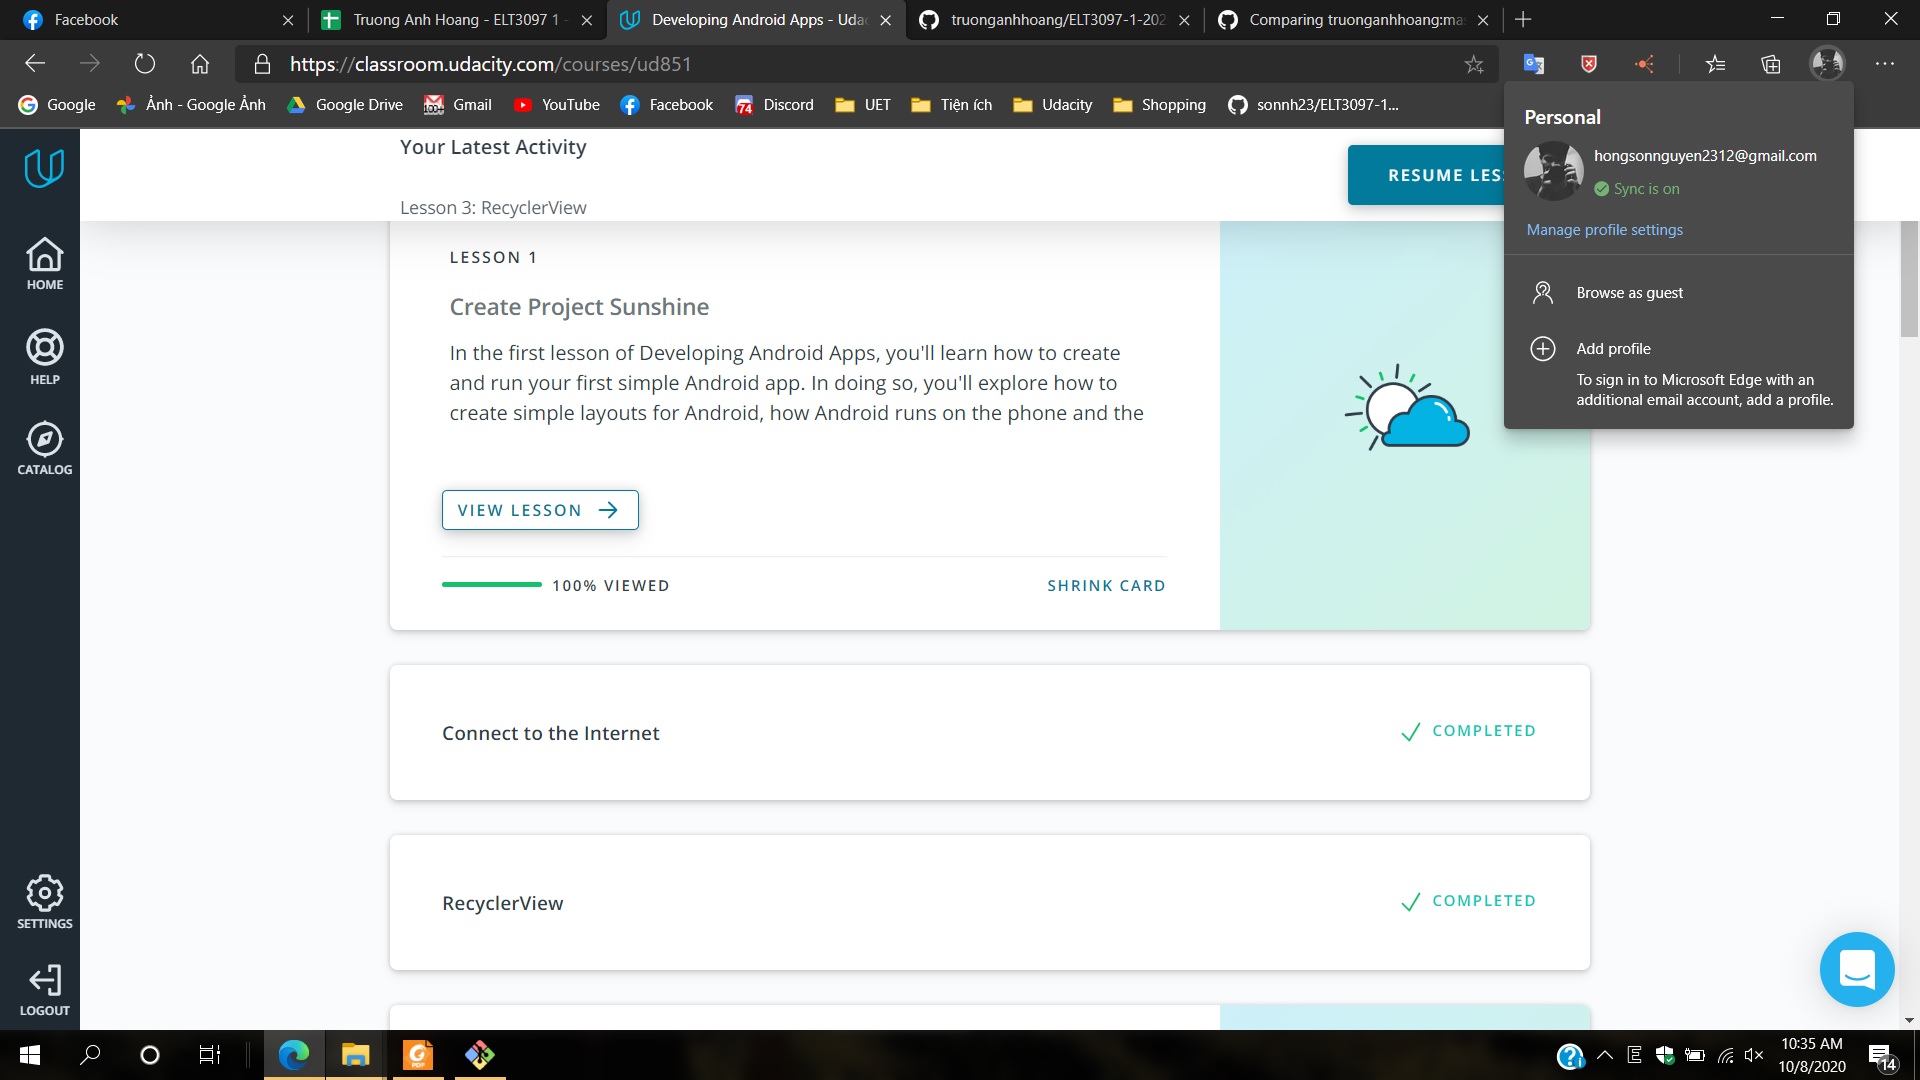 Facebook
Truong Anh Hoang - ELT3097 1 -
Developing Android Apps - Uda
truonganhhoang/ELT3097-1-202
Comparing truonganhhoang:ma
https://classroom.udacity.com/courses/ud851
Google
Ảnh - Google Ảnh
Google Drive
100+
Gmail
YouTube
Facebook
74
Discord
UET
Tiện ích
Udacity
Shopping
sonnh23/ELT3097-1...
Personal
hongsonnguyen2312@gmail.com
Sync is on
Manage profile settings
Browse as guest
Add profile
To sign in to Microsoft Edge with an
additional email account, add a profile.
HOME
HELP
CATALOG
SETTINGS
LOGOUT
Your Latest Activity
Lesson 3: RecyclerView
RESUME LES
LESSON 1
Create Project Sunshine
In the first lesson of Developing Android Apps, you'll learn how to create
and run your first simple Android app. In doing so, you'll explore how to
create simple layouts for Android, how Android runs on the phone and the
VIEW LESSON
100% VIEWED
SHRINK CARD
Connect to the Internet
COMPLETED
RecyclerView
COMPLETED
PDF
E
10:35 AM
10/8/2020
14